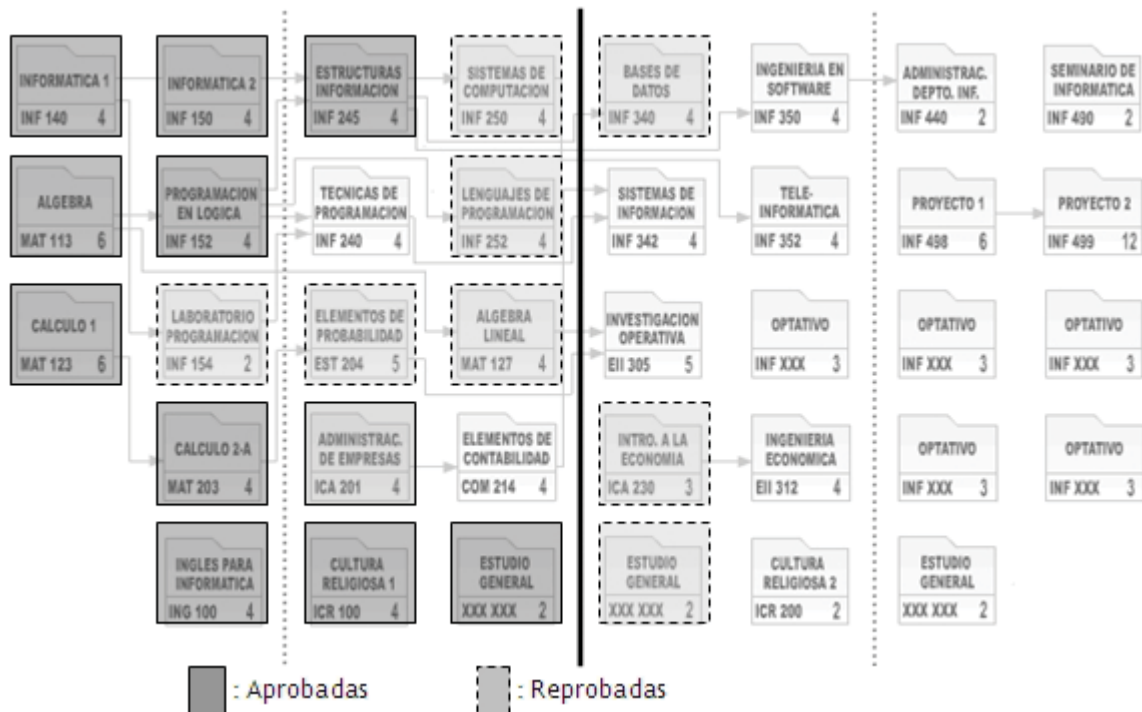 INFORMATICA 1
INF 140 4
INFORMATICA 2
INF 150 4
ESTRUCTURAS
INFORMACION
INF 245 4
SISTEMAS DE
COMPUTACION
INF 250 4
BASES DE
DATOS
INF 340 4
INGENIERIA EN
SOFTWARE
INF 350 4
ADMINISTRAC.
DEPTO. INF.
INF 440 2
SEMINARIO DE
INFORMATICA
INF 490 2
ALGEBRA
MAT 113 6
PROGRAMACION
EN LOGICA
INF 152 4
TECNICAS DE
PROGRAMACION
INF 240 4
LENGUAJES DE
PROGRAMACION
INF 252 4
SISTEMAS DE
INFORMACION
INF 342 4
TELE-
INFORMATICA
INF 352 4
PROYECTO 1
INF 498 6
PROYECTO 2
INF 499 12
CALCULO 1
MAT 123 6
LABORATORIO
PROGRAMACION
INF 154 2
ELEMENTOS DE
PROBABILIDAD
EST 204 5
ALGEBRA
LINEAL
MAT 127 4
INVESTIGACION
OPERATIVA
EII 305 5
OPTATIVO
INF XXX 3
OPTATIVO
INF XXX 3
OPTATIVO
INF XXX 3
CALCULO 2-A
MAT 203 4
ADMINISTRAC.
DE EMPRESAS
ICA 201 4
ELEMENTOS DE
CONTABILIDAD
COM 214 4
INTRO. A LA
ECONOMIA
ICA 230 3
INGENIERIA
ECONOMICA
EII 312 4
OPTATIVO
INF XXX 3
OPTATIVO
INF XXX 3
INGLES PARA
INFORMATICA
ING 100 4
CULTURA
RELIGIOSA 1
ICR 100 4
ESTUDIO
GENERAL
XXX XXX 2
ESTUDIO
GENERAL
XXX XXX 2
CULTURA
RELIGIOSA 2
ICR 200 2
ESTUDIO
GENERAL
XXX XXX 2
: Aprobadas
: Reprobadas